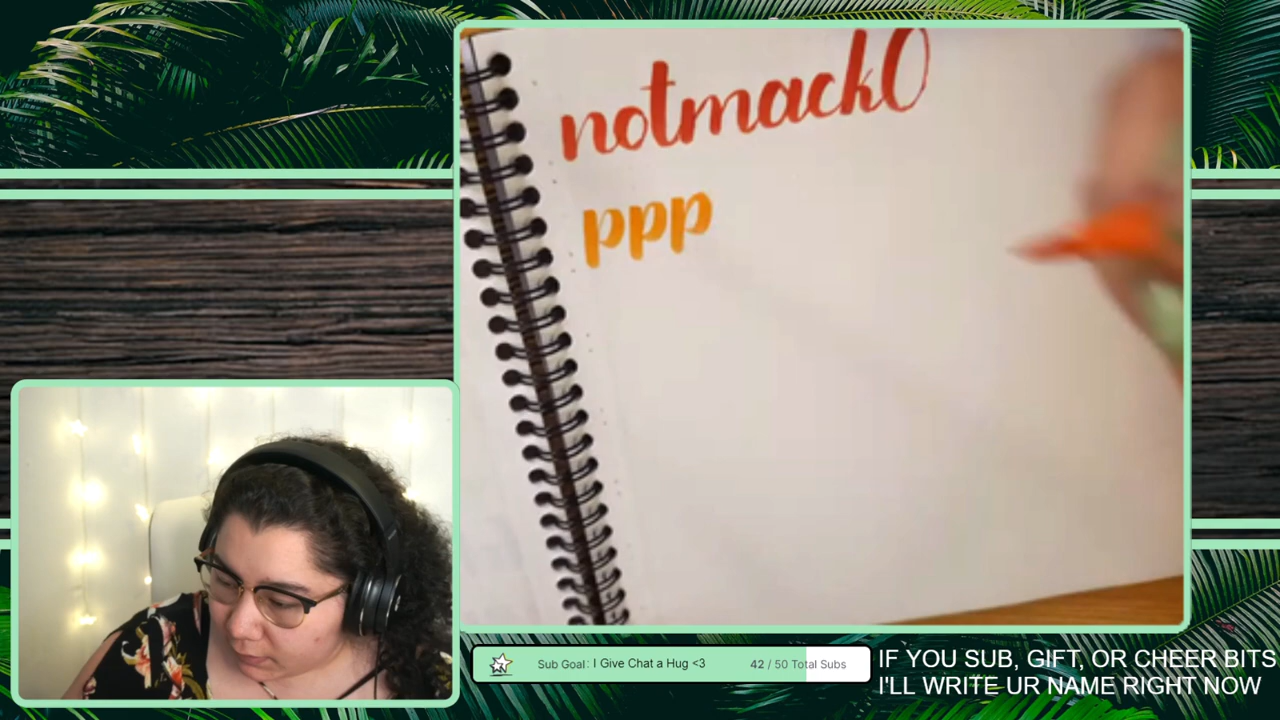 notmack0
ppp
Sub Goal: I Give Chat a Hug <3
42 / 50 Total Subs
IF YOU SUB, GIFT, OR CHEER BITS
I'LL WRITE UR NAME RIGHT NOW